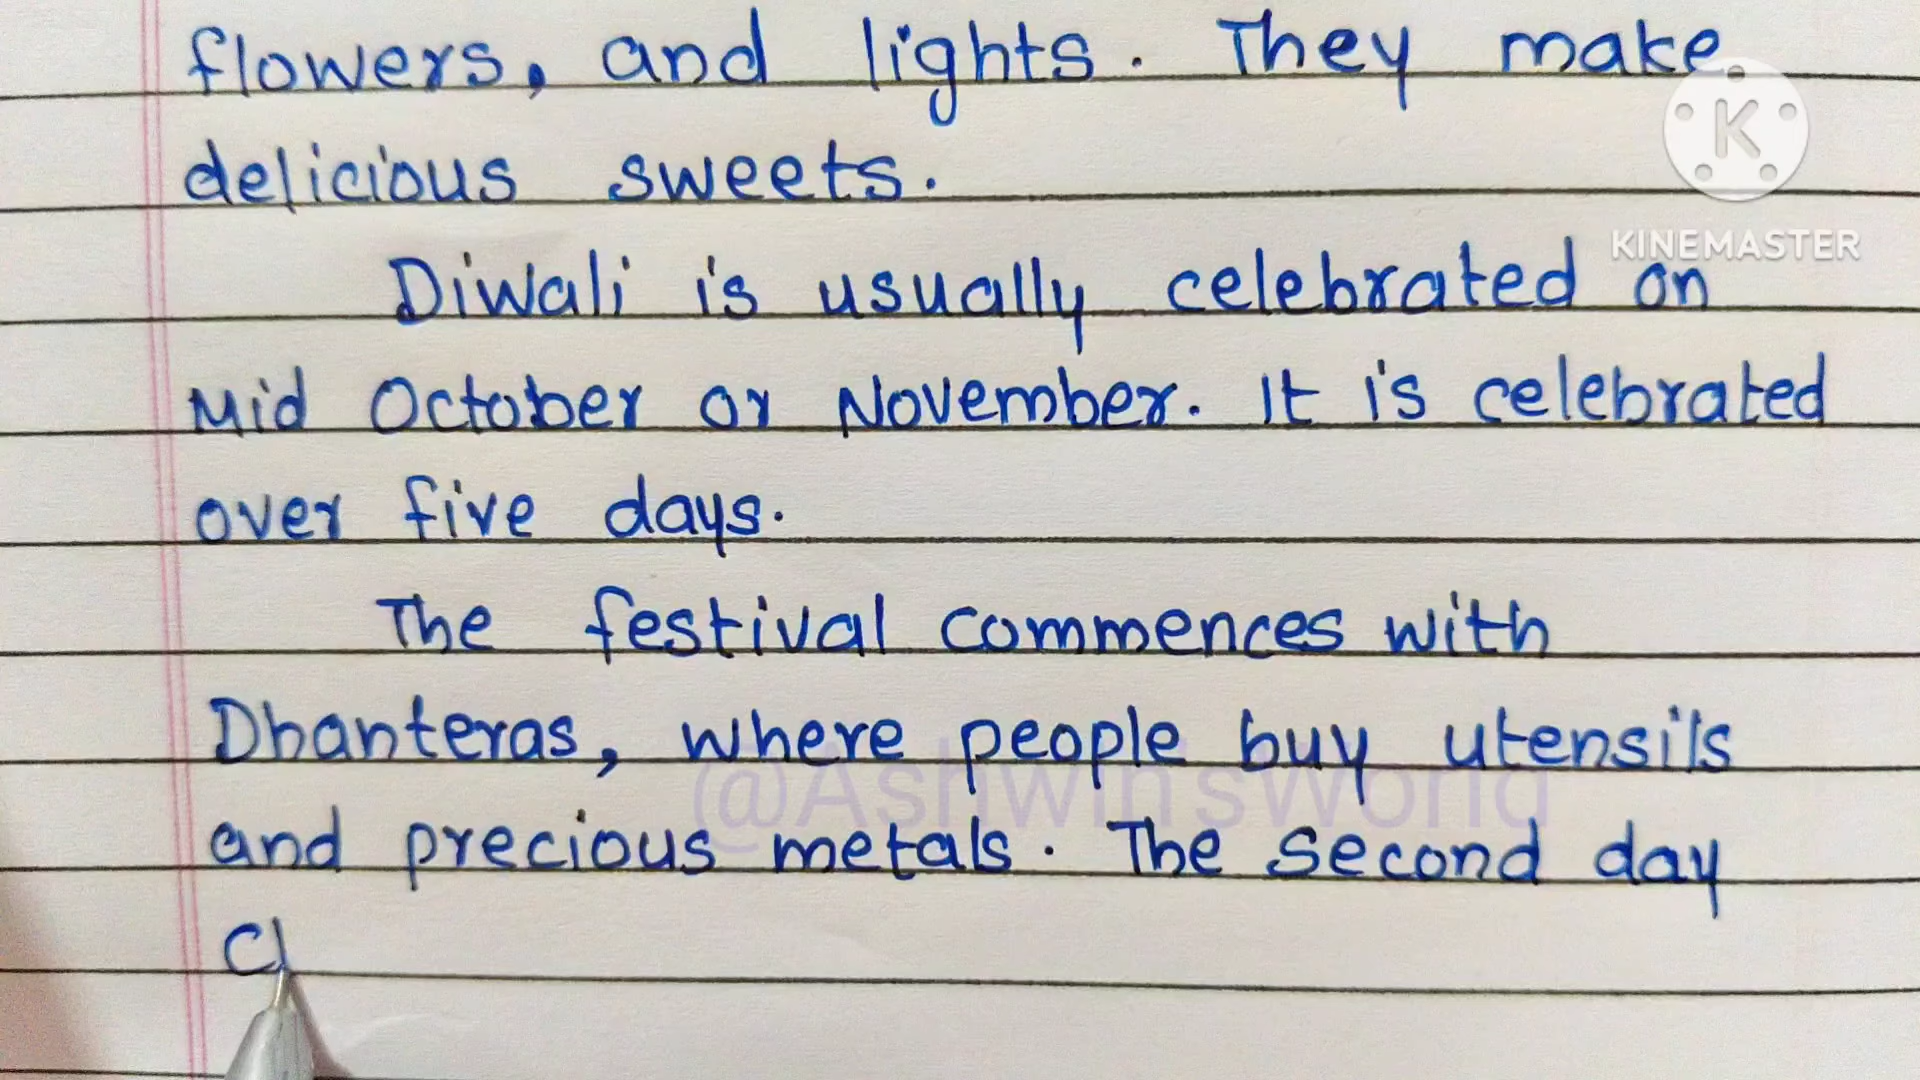 flowers, and lights. They make
K
delicious sweets.
KINEMASTER
Diwali is usually celebrated on
Mid October or November. It is celebrated
over five days.
The festival commences with
Dhanteras, where people buy utensils
@AshwinsWorld
and precious metals. The second day